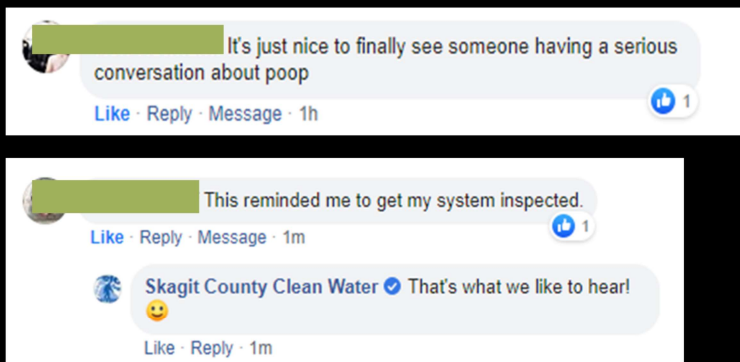 It's just nice to finally see someone having a serious
conversation about poop
Like · Reply · Message · 1h
1
This reminded me to get my system inspected.
1
Like · Reply · Message · 1m
Skagit County Clean Water That's what we like to hear!
Like · Reply · 1m